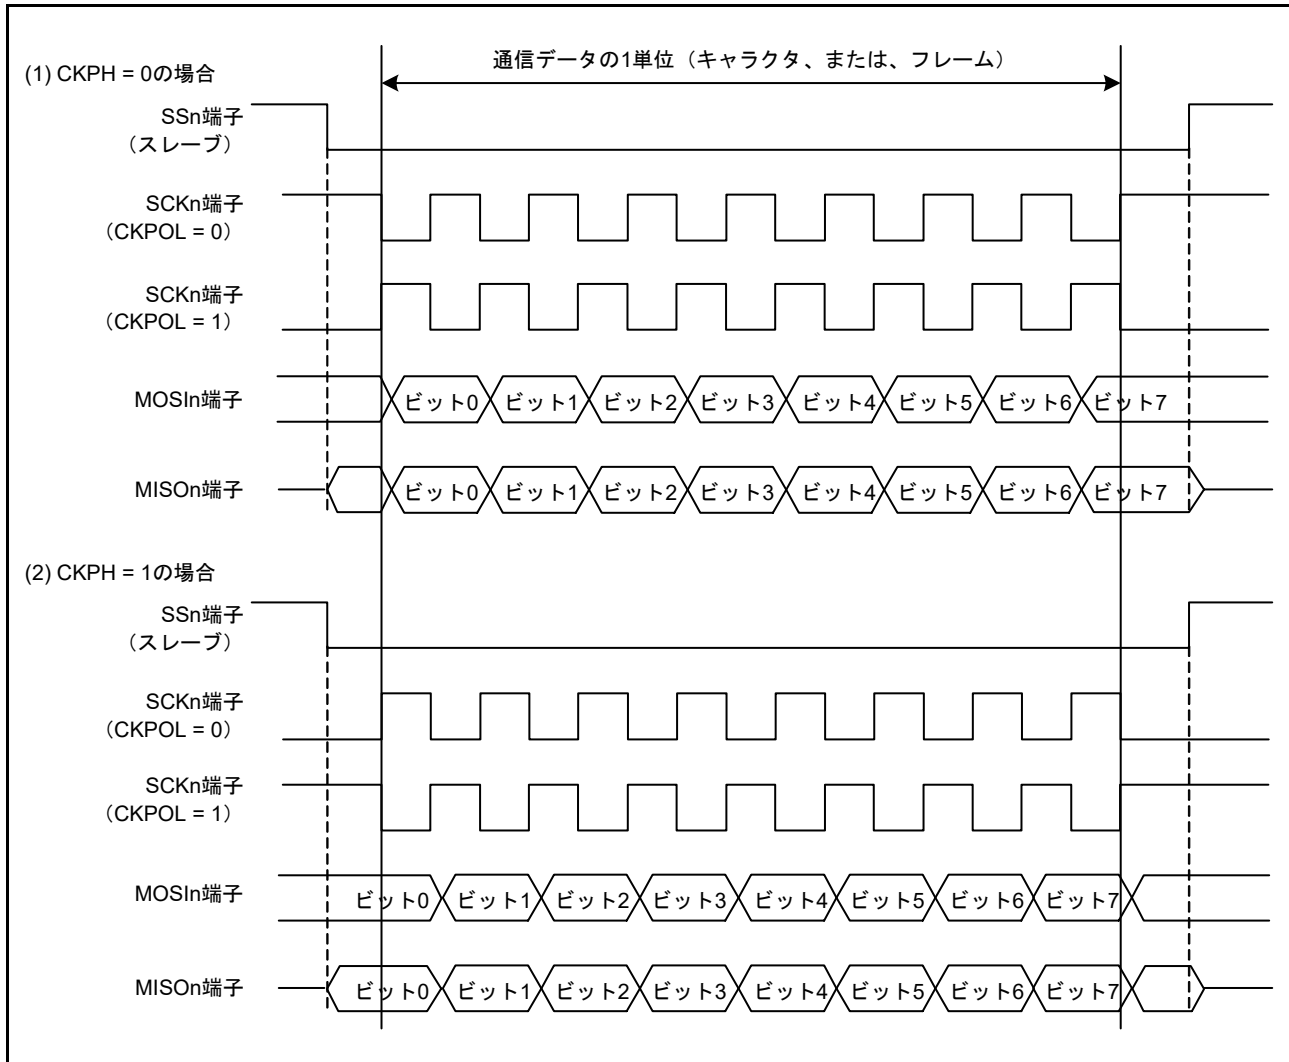 通信データの1単位（キャラクタ、または、フレーム）
(1) CKPH = 0の場合
SSn端子
（スレーブ）
SCKn端子
（CKPOL = 0）
SCKn端子
（CKPOL = 1）
MOSIn端子 ビット0 ビット1 ビット2 ビット3 ビット4 ビット5 ビット6 ビット7
MISOn端子 ビット0 ビット1 ビット2 ビット3 ビット4 ビット5 ビット6 ビット7
(2) CKPH = 1の場合
SSn端子
（スレーブ）
SCKn端子
（CKPOL = 0）
SCKn端子
（CKPOL = 1）
MOSIn端子 ビット0 ビット1 ビット2 ビット3 ビット4 ビット5 ビット6 ビット7
MISOn端子 ビット0 ビット1 ビット2 ビット3 ビット4 ビット5 ビット6 ビット7